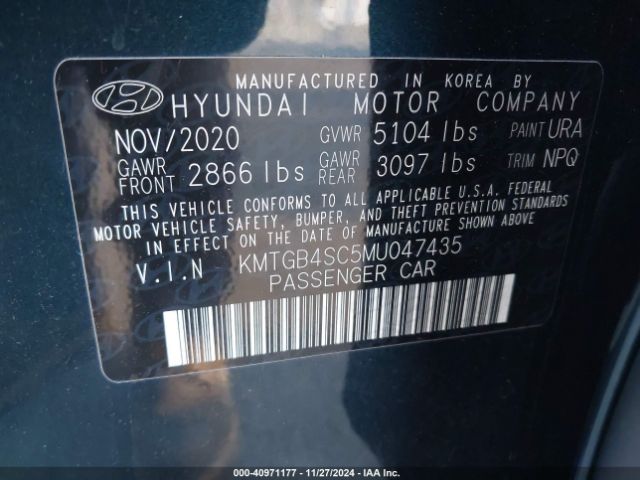 MANUFACTURED IN KOREA BY
HYUNDAI MOTOR COMPANY
NOV/2020 GVWR 5104 lbs PAINT URA
GAWR FRONT 2866 lbs GAWR REAR 3097 lbs TRIM NPQ
THIS VEHICLE CONFORMS TO ALL APPLICABLE U.S.A. FEDERAL
MOTOR VEHICLE SAFETY, BUMPER, AND THEFT PREVENTION STANDARDS
IN EFFECT ON THE DATE OF MANUFACTURE SHOWN ABOVE.
V.I.N KMTGB4SC5MU047435
PASSENGER CAR
000-40971177 | 11/27/2024 | IAA Inc.